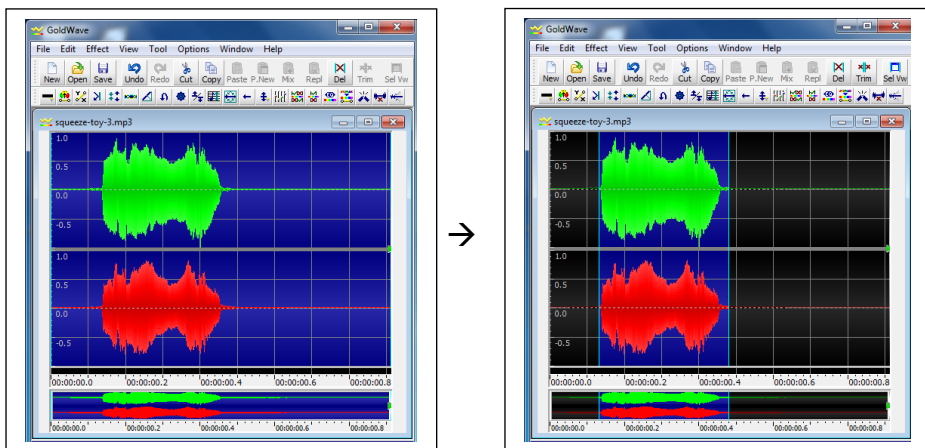 GoldWave
File Edit Effect View Tool Options Window Help
New Open Save Undo Redo Cut Copy Paste P.New Mix Repl Del Trim Sel Vw
squeeze-toy-3.mp3
1.0
0.5
0.0
-0.5
1.0
0.5
0.0
-0.5
00:00:00.0 00:00:00.2 00:00:00.4 00:00:00.6 00:00:00.8
00:00:00.0 00:00:00.2 00:00:00.4 00:00:00.6 00:00:00.8
→
GoldWave
File Edit Effect View Tool Options Window Help
New Open Save Undo Redo Cut Copy Paste P.New Mix Repl Del Trim Sel Vw
squeeze-toy-3.mp3
1.0
0.5
0.0
-0.5
1.0
0.5
0.0
-0.5
00:00:00.0 00:00:00.2 00:00:00.4 00:00:00.6 00:00:00.8
00:00:00.0 00:00:00.2 00:00:00.4 00:00:00.6 00:00:00.8